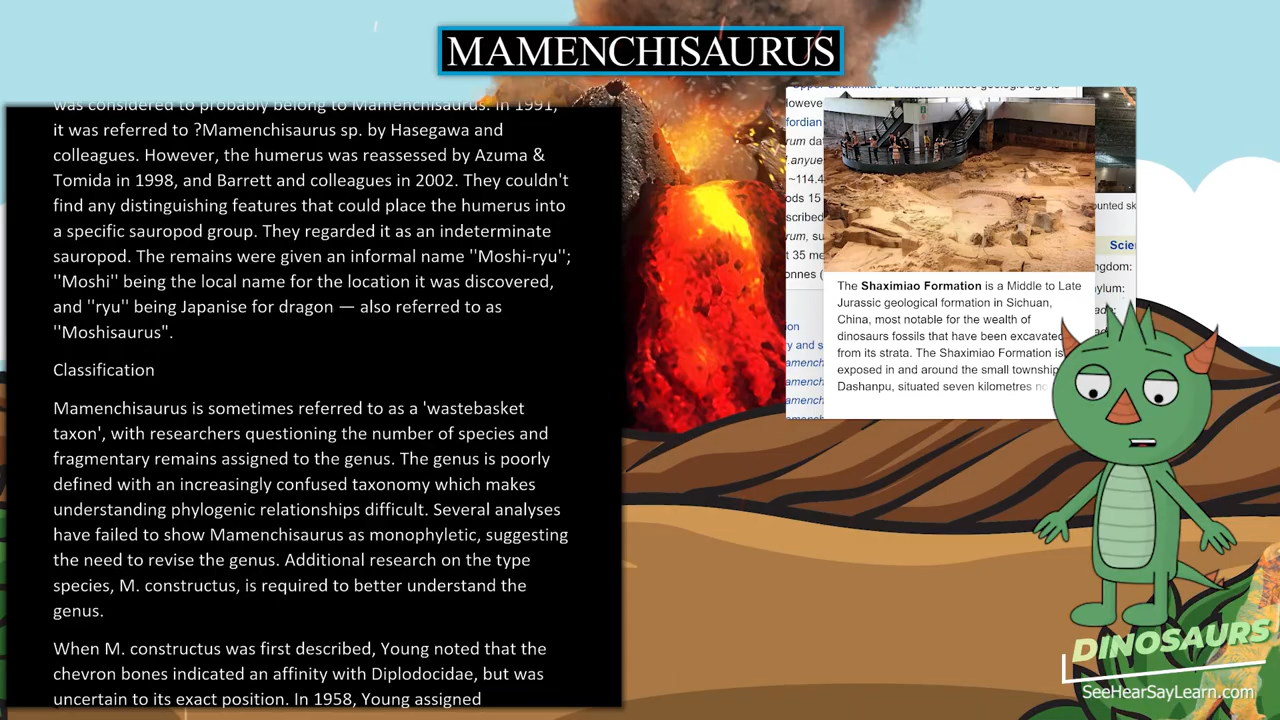 MAMENCHISAURUS
was considered to probably belong to Mamenchisaurus. In 1991,
it was referred to ?Mamenchisaurus sp. by Hasegawa and
colleagues. However, the humerus was reassessed by Azuma &
Tomida in 1998, and Barrett and colleagues in 2002. They couldn't
find any distinguishing features that could place the humerus into
a specific sauropod group. They regarded it as an indeterminate
sauropod. The remains were given an informal name ''Moshi-ryu'';
''Moshi'' being the local name for the location it was discovered,
and ''ryu'' being Japanise for dragon — also referred to as
''Moshisaurus".
Classification
Mamenchisaurus is sometimes referred to as a 'wastebasket
taxon', with researchers questioning the number of species and
fragmentary remains assigned to the genus. The genus is poorly
defined with an increasingly confused taxonomy which makes
understanding phylogenic relationships difficult. Several analyses
have failed to show Mamenchisaurus as monophyletic, suggesting
the need to revise the genus. Additional research on the type
species, M. constructus, is required to better understand the
genus.
When M. constructus was first described, Young noted that the
chevron bones indicated an affinity with Diplodocidae, but was
uncertain to its exact position. In 1958, Young assigned
The Shaximiao Formation is a Middle to Late
Jurassic geological formation in Sichuan,
China, most notable for the wealth of
dinosaurs fossils that have been excavated
from its strata. The Shaximiao Formation is
exposed in and around the small township
Dashanpu, situated seven kilometres
DINOSAURS
SeeHearSayLearn.com